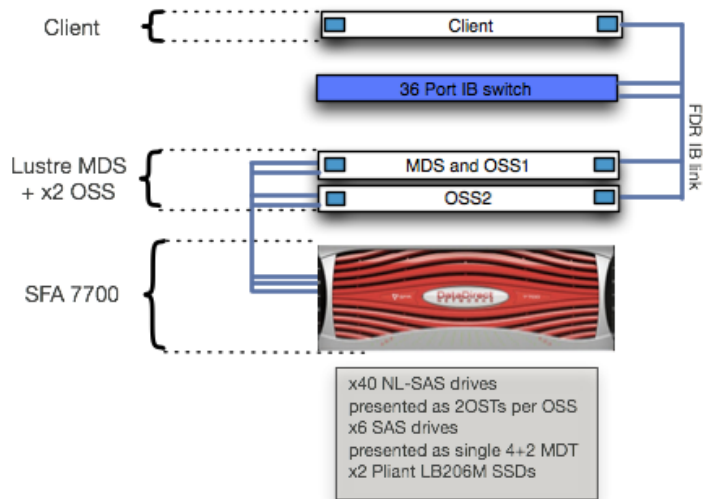 Client
Client
36 Port IB switch
FDR IB link
Lustre MDS
+ x2 OSS
MDS and OSS1
OSS2
SFA 7700
DataDirect
NETWORKS
x40 NL-SAS drives
presented as 2OSTs per OSS
x6 SAS drives
presented as single 4+2 MDT
x2 Pliant LB206M SSDs